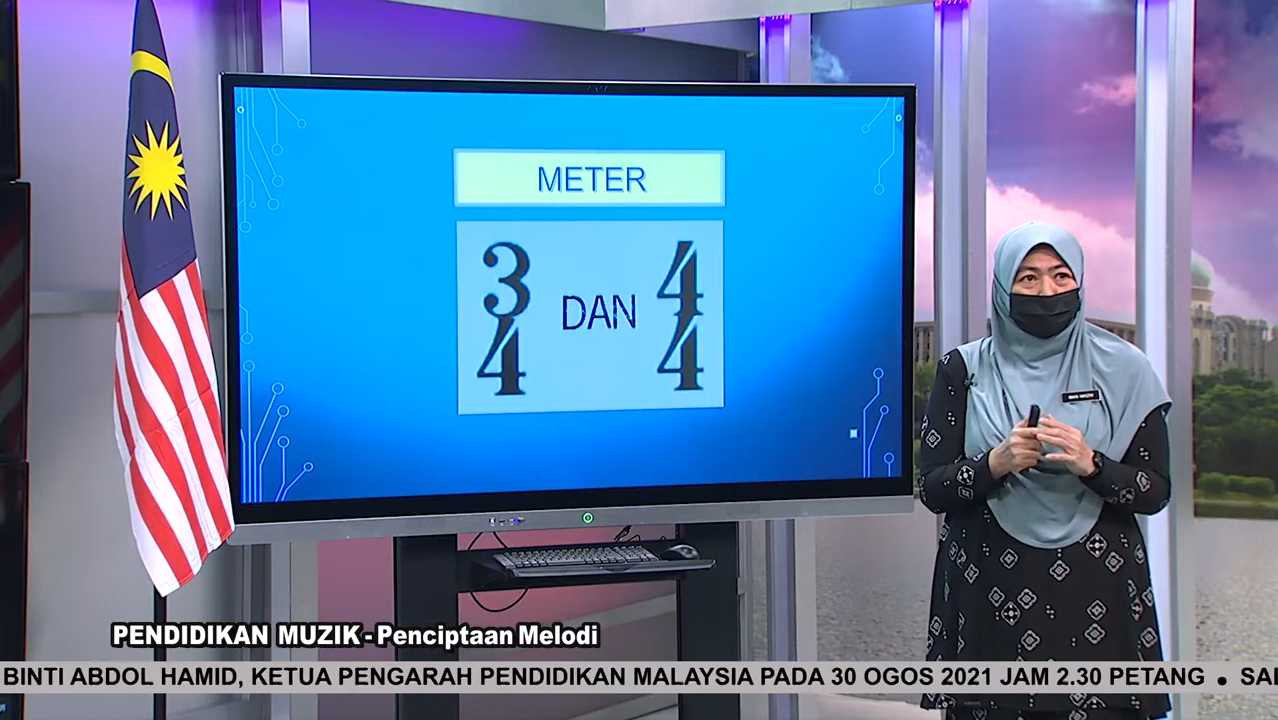 METER
3
4
DAN
4
4
PENDIDIKAN MUZIK - Penciptaan Melodi
BINTI ABDOL HAMID, KETUA PENGARAH PENDIDIKAN MALAYSIA PADA 30 OGOS 2021 JAM 2.30 PETANG • SAI